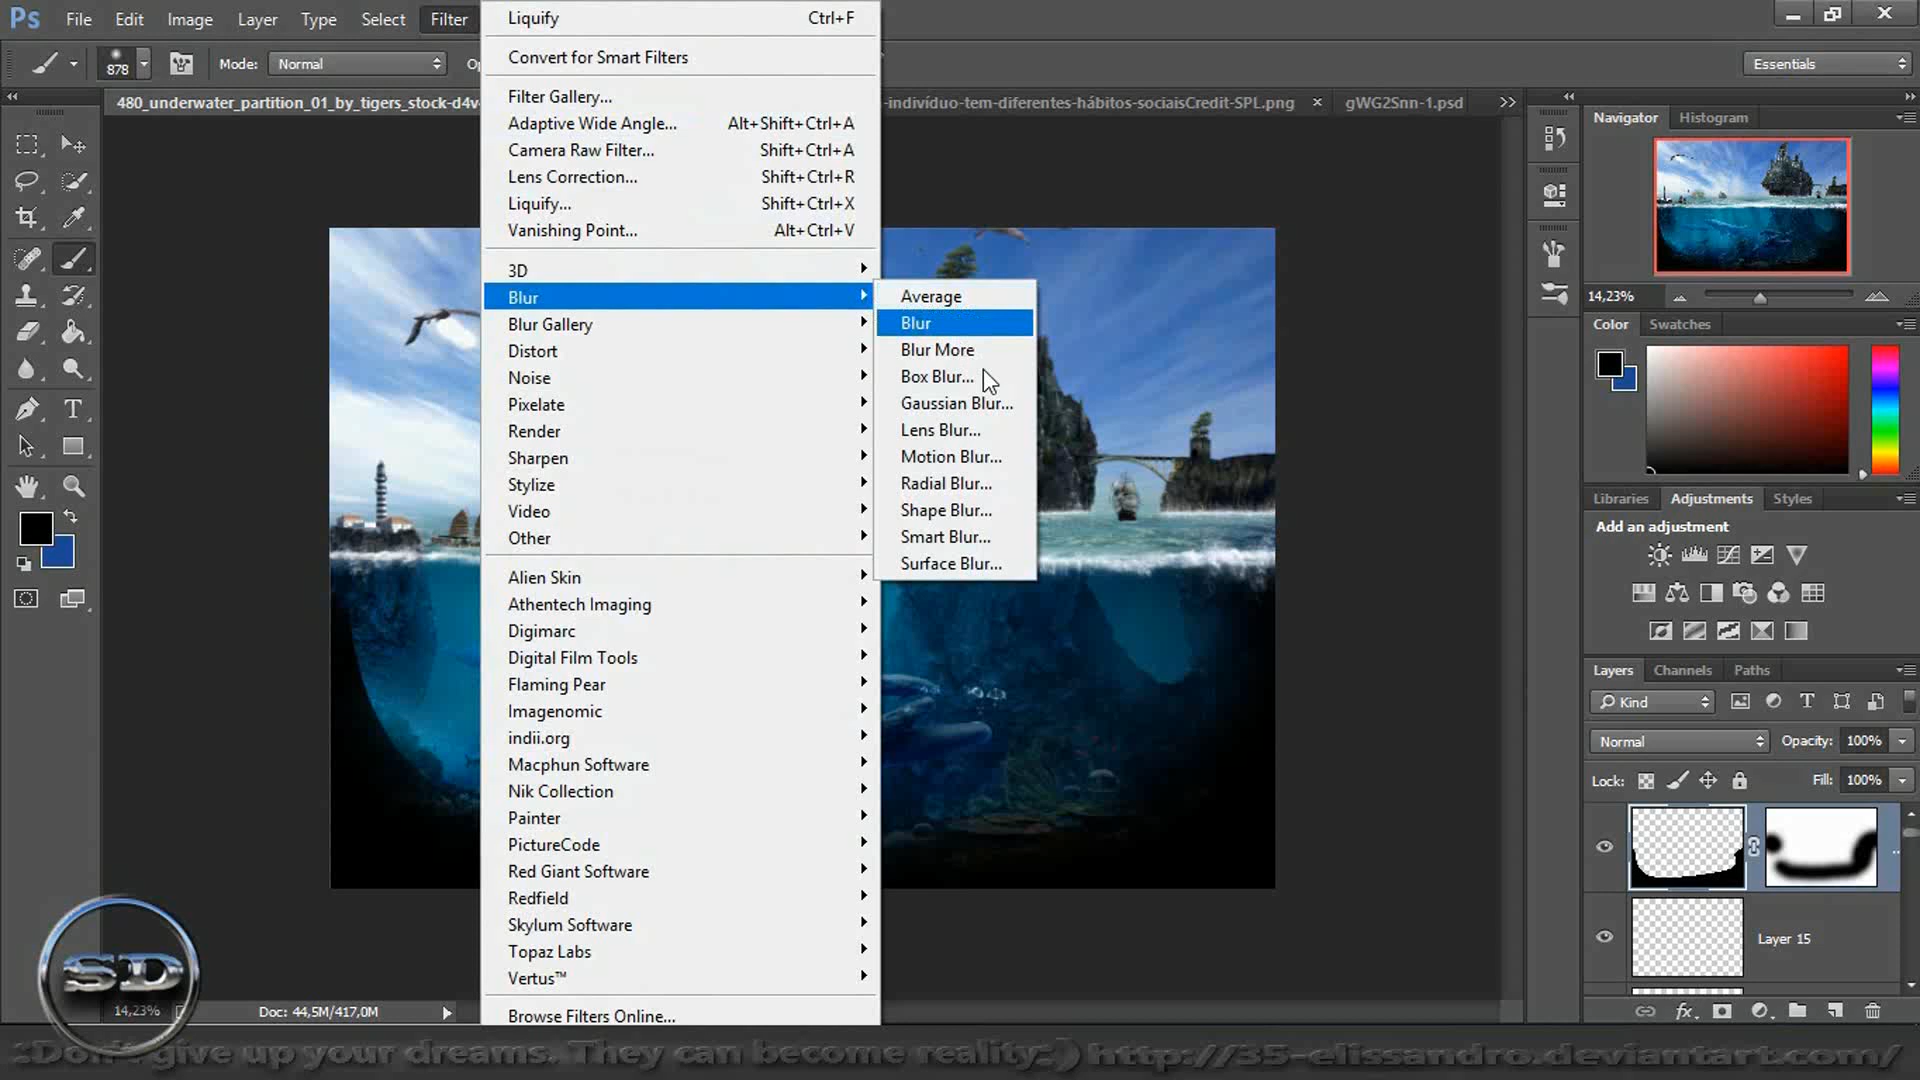 Ps File Edit Image Layer Type Select Filter
878 Mode: Normal Essentials
480_underwater_partition_01_by_tigers_stock-d4v -indivíduo-tem-diferentes-hábitos-sociaisCredit-SPL.png × gWG2Snn-1.psd
Liquify Ctrl+F
Convert for Smart Filters
Filter Gallery...
Adaptive Wide Angle... Alt+Shift+Ctrl+A
Camera Raw Filter... Shift+Ctrl+A
Lens Correction... Shift+Ctrl+R
Liquify... Shift+Ctrl+X
Vanishing Point... Alt+Ctrl+V
3D
Blur
Blur Gallery
Distort
Noise
Pixelate
Render
Sharpen
Stylize
Video
Other
Alien Skin
Athentech Imaging
Digimarc
Digital Film Tools
Flaming Pear
Imagenomic
indii.org
Macphun Software
Nik Collection
Painter
PictureCode
Red Giant Software
Redfield
Skylum Software
Topaz Labs
Vertus™
Browse Filters Online...
Average
Blur
Blur More
Box Blur...
Gaussian Blur...
Lens Blur...
Motion Blur...
Radial Blur...
Shape Blur...
Smart Blur...
Surface Blur...
Navigator Histogram
14,23%
Color Swatches
Libraries Adjustments Styles
Add an adjustment
Layers Channels Paths
Kind
Normal Opacity: 100%
Lock: Fill: 100%
Layer 15
SD
14,23% Doc: 44,5M/417,0M
:Don't give up your dreams. They can become reality:) http://35-elissandro.deviantart.com/